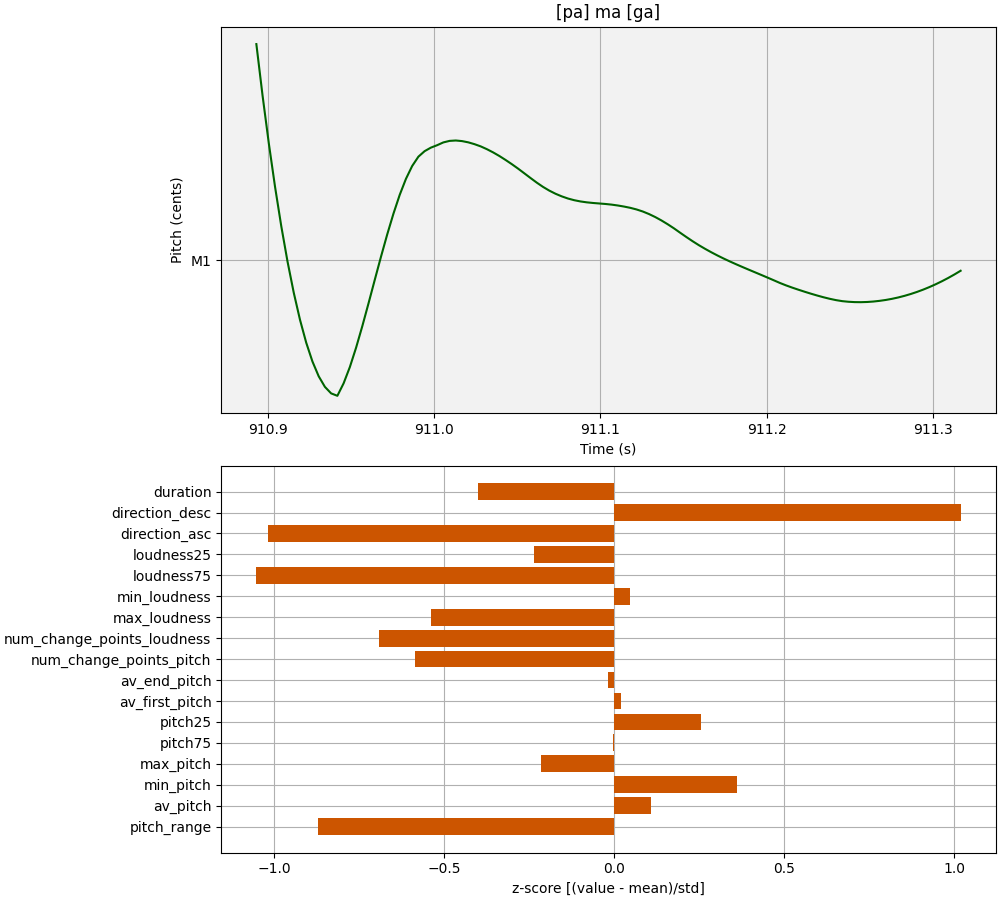 [pa] ma [ga]
Pitch (cents)
M1
910.9 911.0 911.1 911.2 911.3
Time (s)
duration
direction_desc
direction_asc
loudness25
loudness75
min_loudness
max_loudness
num_change_points_loudness
num_change_points_pitch
av_end_pitch
av_first_pitch
pitch25
pitch75
max_pitch
min_pitch
av_pitch
pitch_range
−1.0 −0.5 0.0 0.5 1.0
z-score [(value - mean)/std]